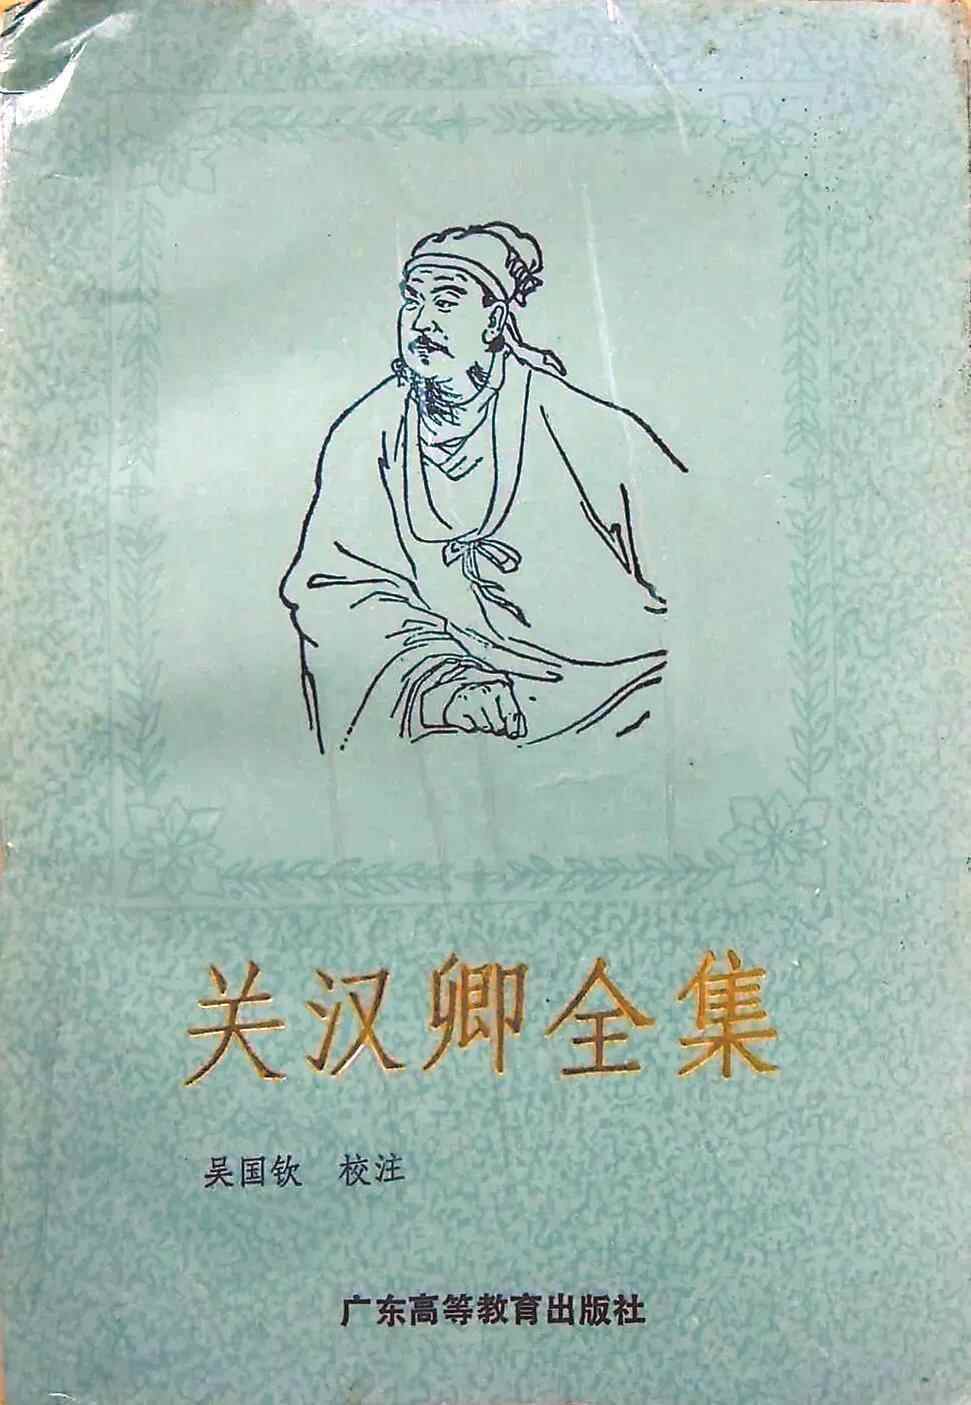 关汉卿全集
吴国钦 校注
广东高等教育出版社